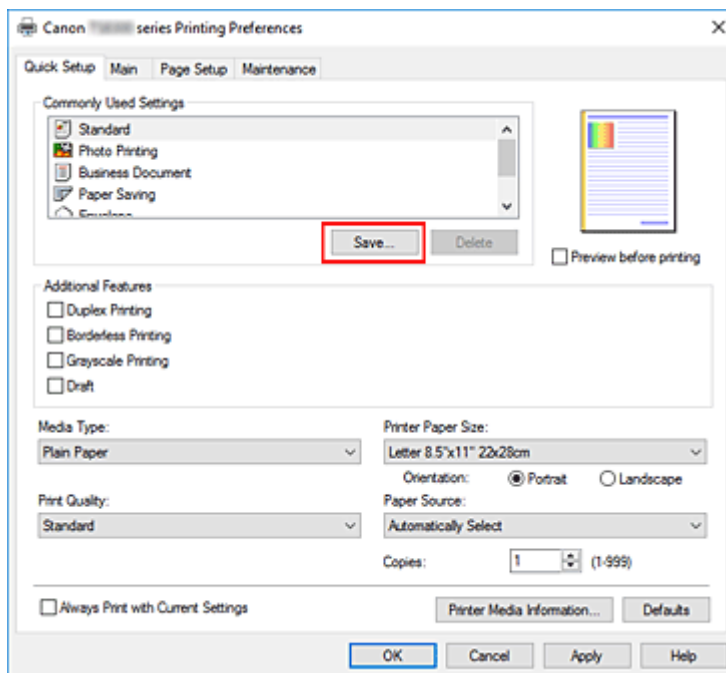 Canon series Printing Preferences
Quick Setup Main Page Setup Maintenance
Commonly Used Settings
Standard
Photo Printing
Business Document
Paper Saving
Envelope
Save... Delete
Preview before printing
Additional Features
Duplex Printing
Borderless Printing
Grayscale Printing
Draft
Media Type: Printer Paper Size:
Plain Paper Letter 8.5"x11" 22x28cm
Orientation: Portrait Landscape
Print Quality: Paper Source:
Standard Automatically Select
Copies: 1 (1-999)
Always Print with Current Settings Printer Media Information... Defaults
OK Cancel Apply Help